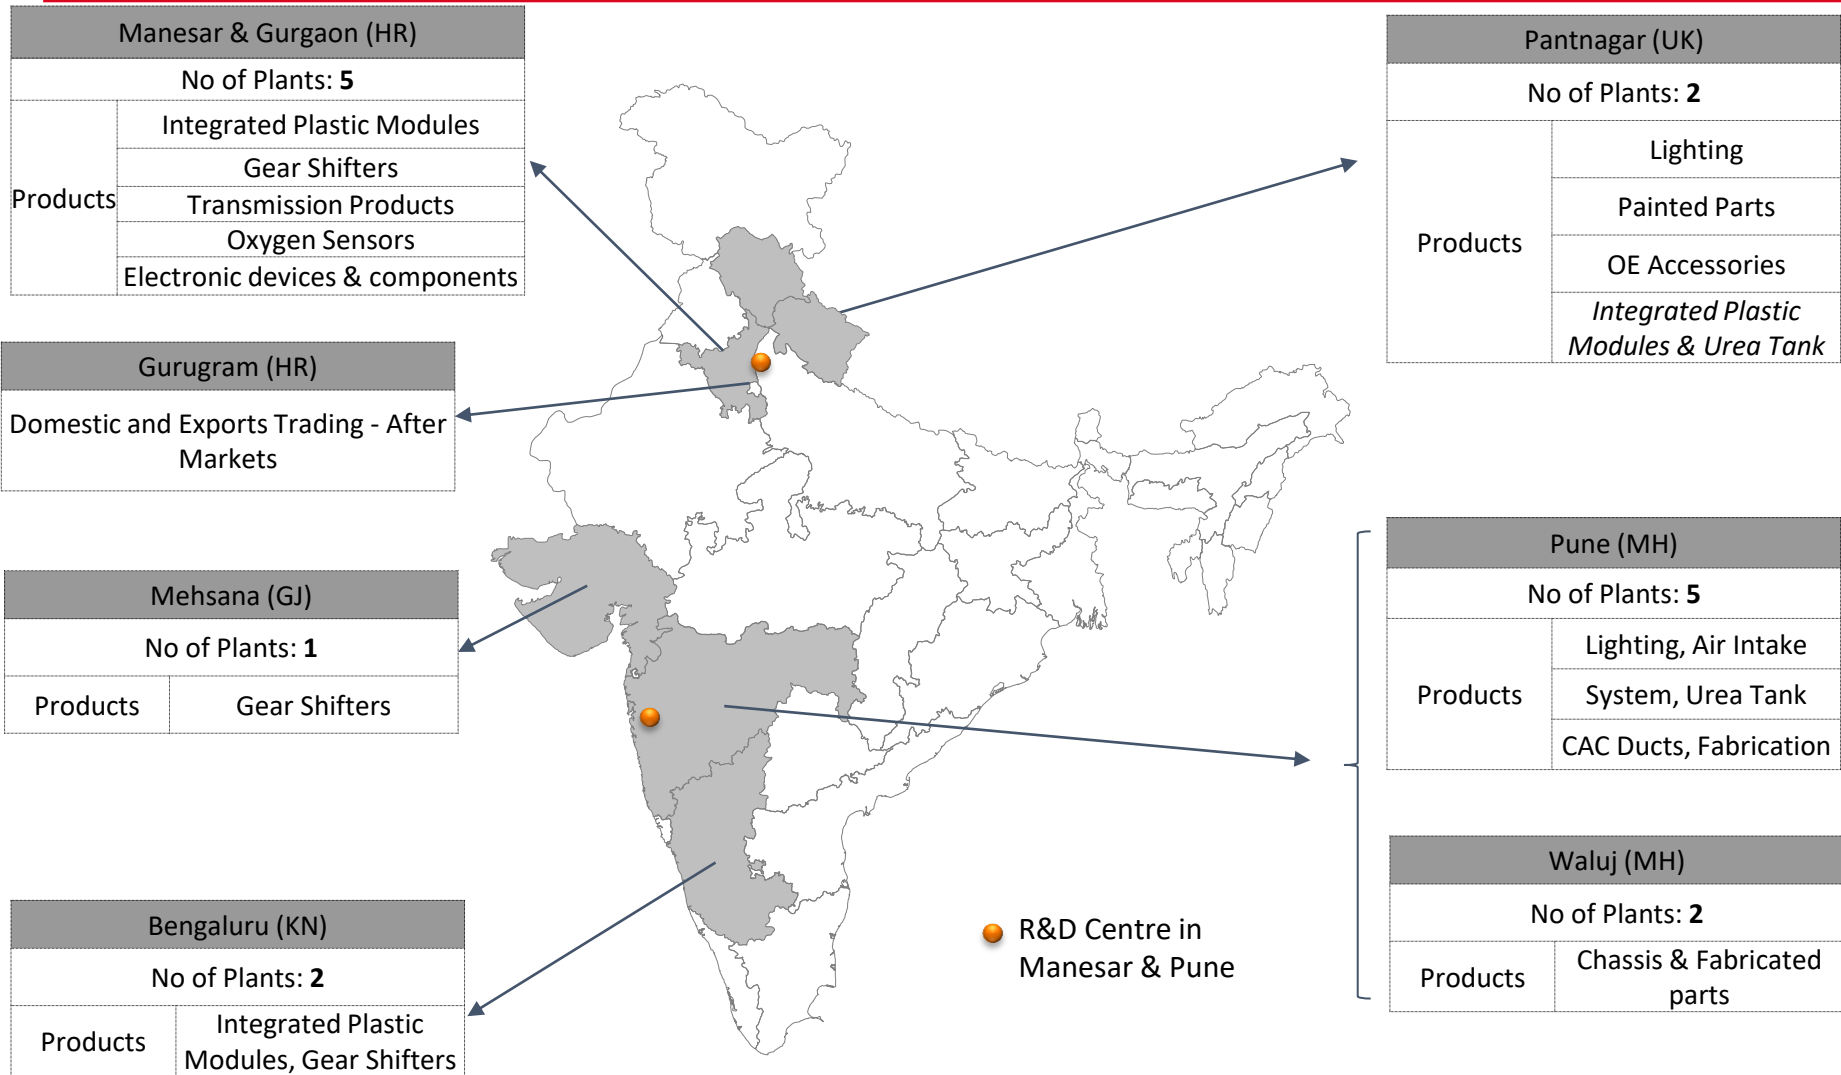 Manesar & Gurgaon (HR)
No of Plants: 5
Products
Integrated Plastic Modules
Gear Shifters
Transmission Products
Oxygen Sensors
Electronic devices & components
Gurugram (HR)
Domestic and Exports Trading - After
Markets
Mehsana (GJ)
No of Plants: 1
Products
Gear Shifters
Bengaluru (KN)
No of Plants: 2
Products
Integrated Plastic
Modules, Gear Shifters
R&D Centre in
Manesar & Pune
Pantnagar (UK)
No of Plants: 2
Products
Lighting
Painted Parts
OE Accessories
Integrated Plastic
Modules & Urea Tank
Pune (MH)
No of Plants: 5
Products
Lighting, Air Intake
System, Urea Tank
CAC Ducts, Fabrication
Waluj (MH)
No of Plants: 2
Products
Chassis & Fabricated
parts